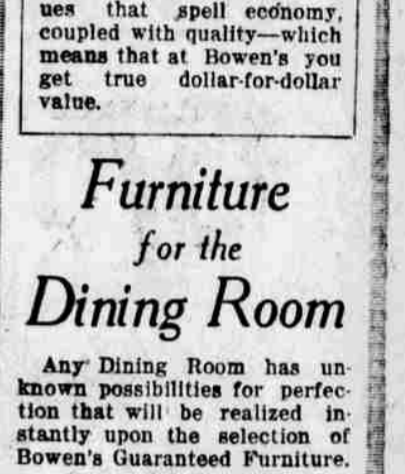 ues that spell economy,
coupled with quality—which
means that at Bowen's you
get true dollar-for-dollar
value.
Furniture
for the
Dining Room
Any Dining Room has un-
known possibilities for perfec-
tion that will be realized in-
stantly upon the selection of
Bowen's Guaranteed Furniture.